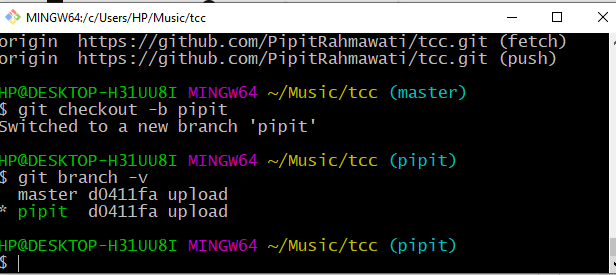 MINGW64:/c/Users/HP/Music/tcc
origin  https://github.com/PipitRahmawati/tcc.git (fetch)
origin  https://github.com/PipitRahmawati/tcc.git (push)
HP@DESKTOP-H31UU8I MINGW64 ~/Music/tcc (master)
$ git checkout -b pipit
Switched to a new branch 'pipit'
HP@DESKTOP-H31UU8I MINGW64 ~/Music/tcc (pipit)
$ git branch -v
  master d0411fa upload
* pipit  d0411fa upload
HP@DESKTOP-H31UU8I MINGW64 ~/Music/tcc (pipit)
$